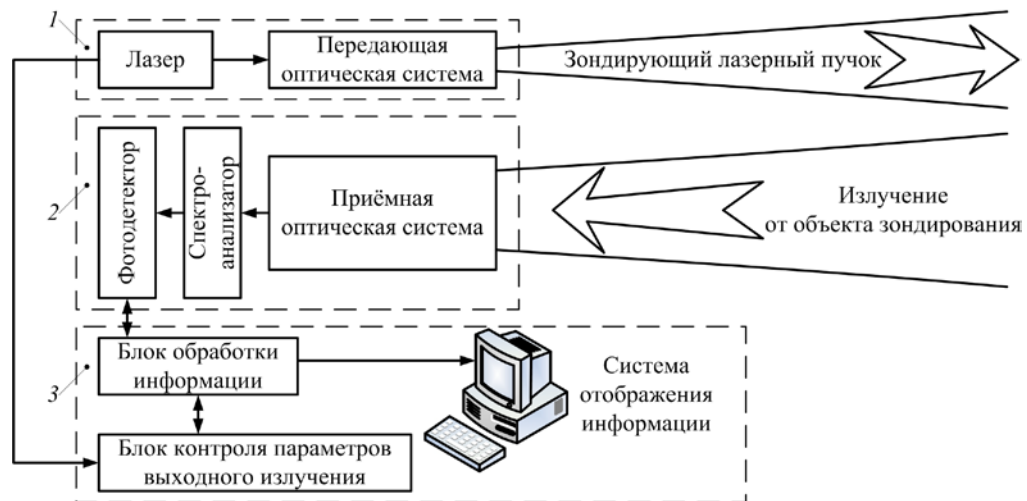 1
Лазер
Передающая
оптическая система
Зондирующий лазерный пучок
2
Фотодетектор
Спектро-
анализатор
Приёмная
оптическая система
Излучение
от объекта зондирования
3
Блок обработки
информации
Система
отображения
информации
Блок контроля параметров
выходного излучения